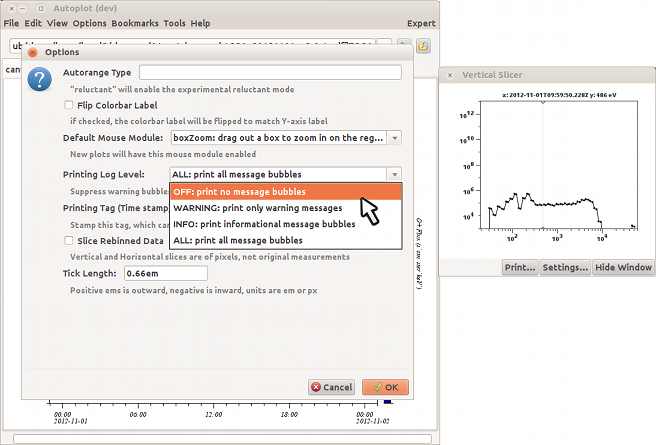 Autoplot (dev)
File Edit View Options Bookmarks Tools Help Expert
Options
Autorange Type
"reluctant" will enable the experimental reluctant mode
Flip Colorbar Label
if checked, the colorbar label will be flipped to match Y-axis label
Default Mouse Module: boxZoom: drag out a box to zoom in on the reg...
New plots will have this mouse module enabled
Printing Log Level: ALL: print all message bubbles
Suppress warning bubbles
OFF: print no message bubbles
Printing Tag (Time stamp
WARNING: print only warning messages
Stamp this tag, which can
INFO: print informational message bubbles
Slice Rebinned Data
ALL: print all message bubbles
Vertical and Horizontal slices are of pixels, not original measurements
Tick Length: 0.66em
Positive ems is outward, negative is inward, units are em or px
Cancel OK
00:00 06:00 12:00 18:00 00:00
2012-11-01 2012-11-02
Vertical Slicer
x: 2012-11-01T09:59:50.228Z y: 486 eV
10^12
10^8
10^4
10^0
10^2 10^3 10^4
Print... Settings... Hide Window